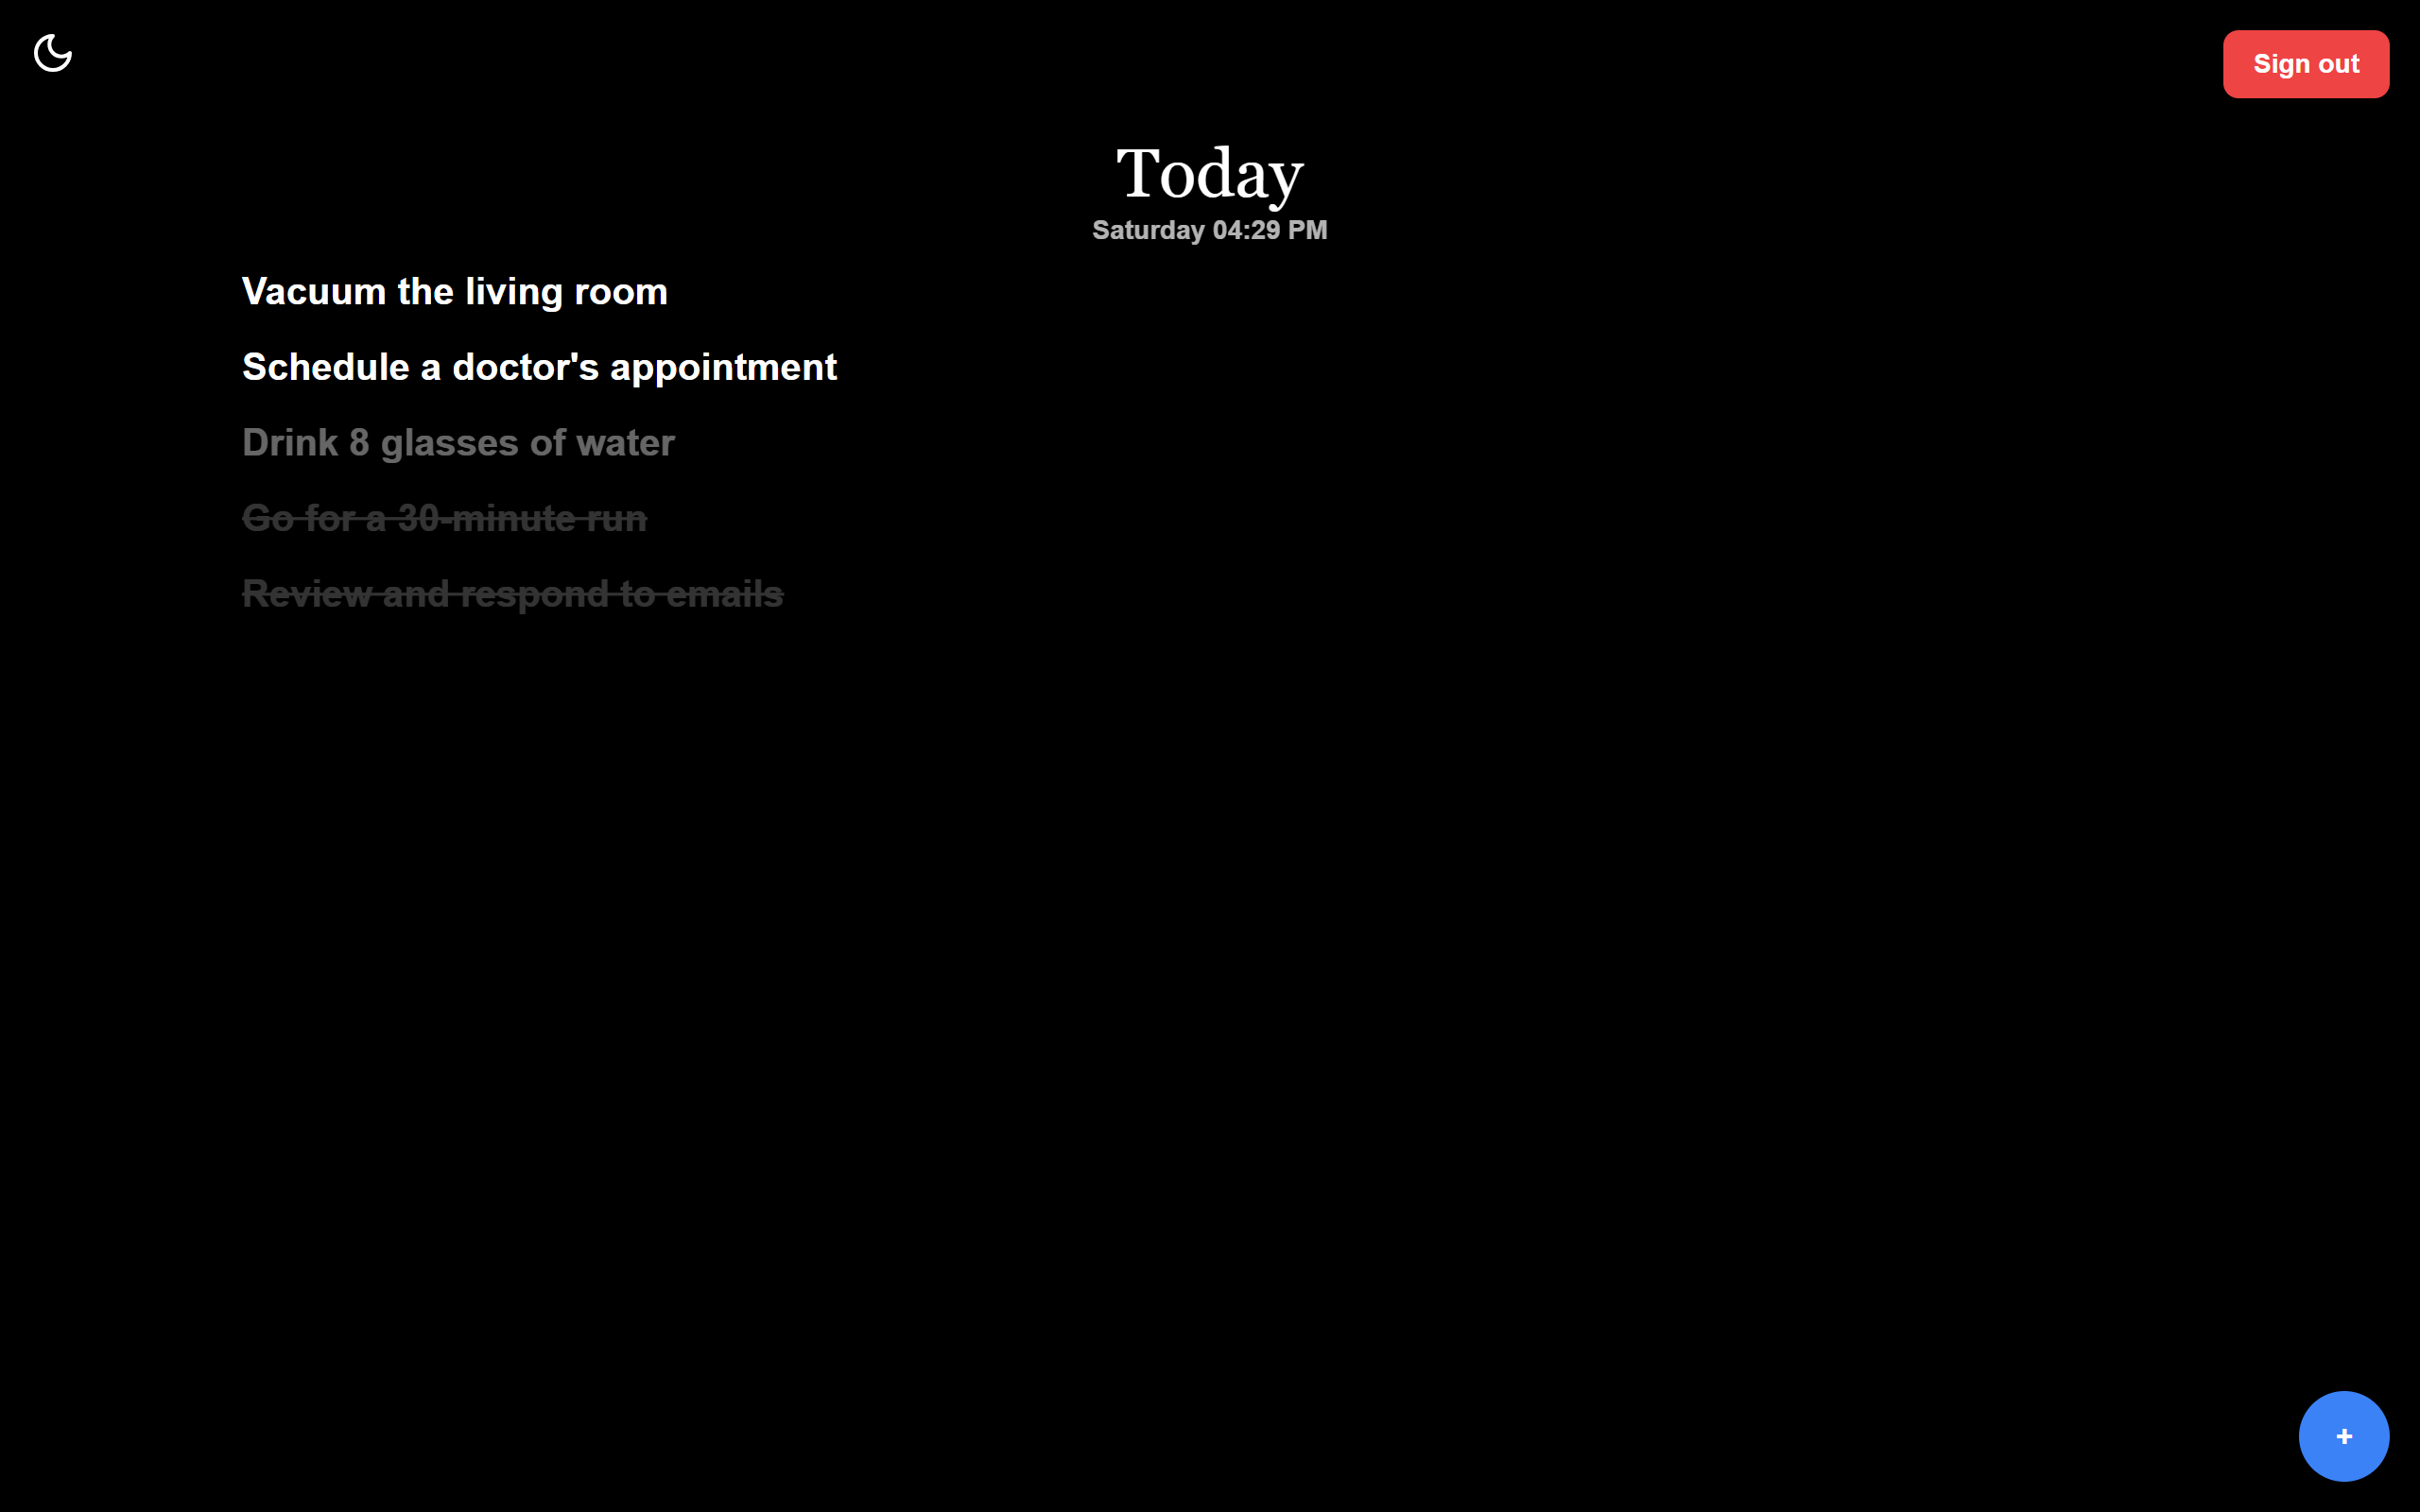 Sign out
Today
Saturday 04:29 PM
Vacuum the living room
Schedule a doctor's appointment
Drink 8 glasses of water
Go for a 30-minute run
Review and respond to emails
+